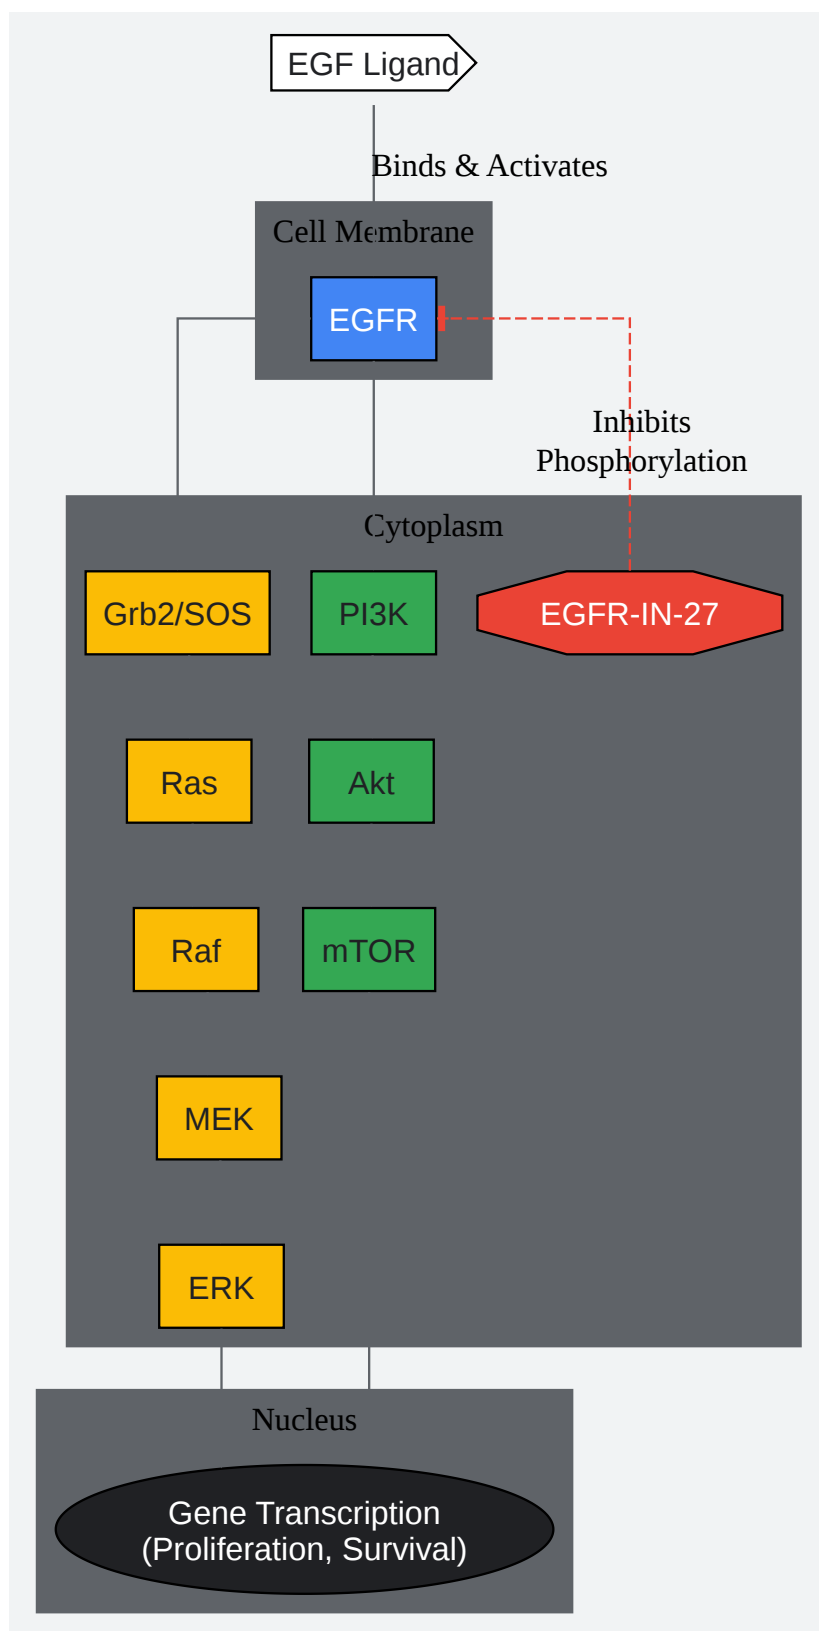 EGF Ligand
Binds & Activates
Cell Membrane
EGFR
Inhibits
Phosphorylation
Cytoplasm
Grb2/SOS
PI3K
EGFR-IN-27
Ras
Akt
Raf
mTOR
MEK
ERK
Nucleus
Gene Transcription
(Proliferation, Survival)